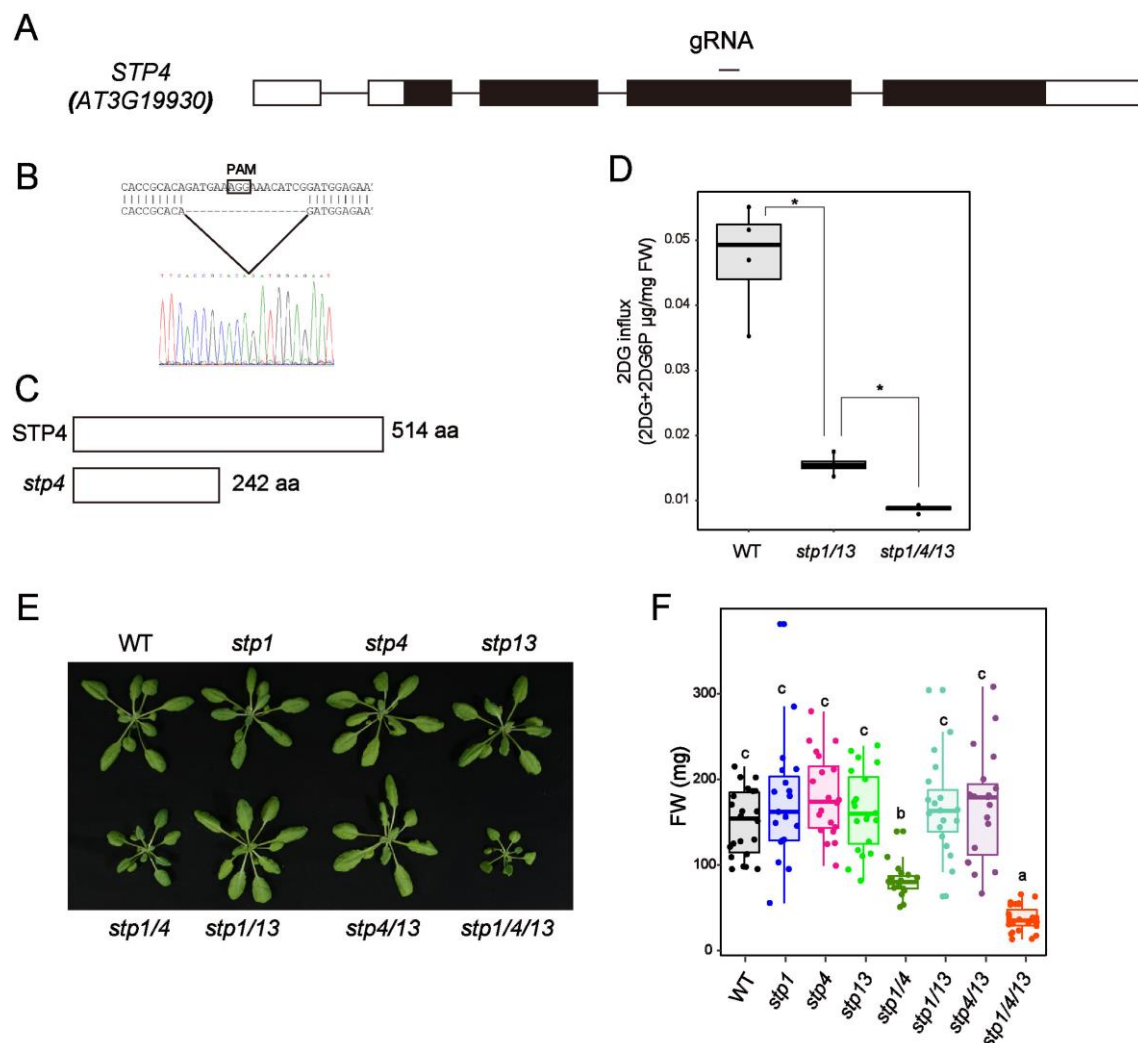 A
gRNA
STP4
(AT3G19930)
B
PAM
CACCGCACAGATGAAAGGAAACATCGGATGGAGAA
CACCGCACA-------------------GATGGAGAA
C
STP4
514 aa
stp4
242 aa
D
2DG influx
(2DG+2DG6P µg/mg FW)
0.05
0.04
0.03
0.02
0.01
*
*
WT stp1/13 stp1/4/13
E
WT stp1 stp4 stp13
stp1/4 stp1/13 stp4/13 stp1/4/13
F
FW (mg)
300
200
100
0
c c c c b c c a
WT stp1 stp4 stp13 stp1/4 stp1/13 stp4/13 stp1/4/13